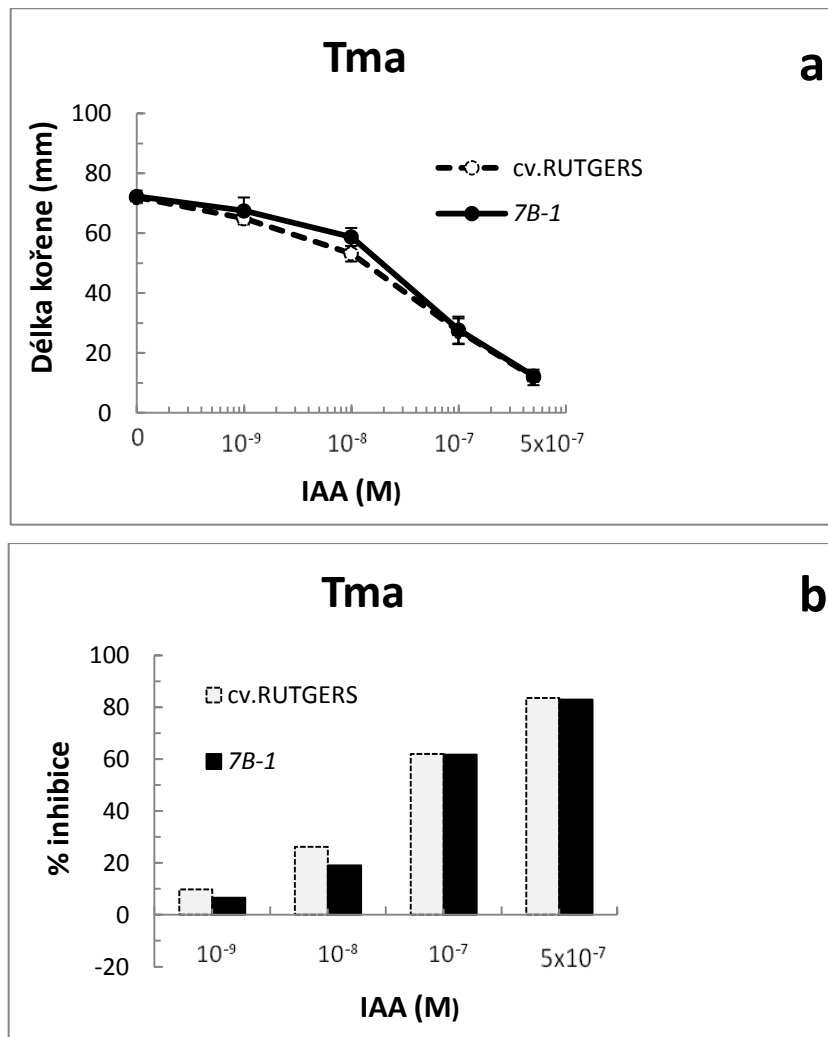 Tma
a
100
80
60
40
20
0
Délka kořene (mm)
cv.RUTGERS
7B-1
0 10⁻⁹ 10⁻⁸ 10⁻⁷ 5x10⁻⁷
IAA (M)
Tma
b
100
80
60
40
20
0
-20
% inhibice
cv.RUTGERS
7B-1
10⁻⁹ 10⁻⁸ 10⁻⁷ 5x10⁻⁷
IAA (M)